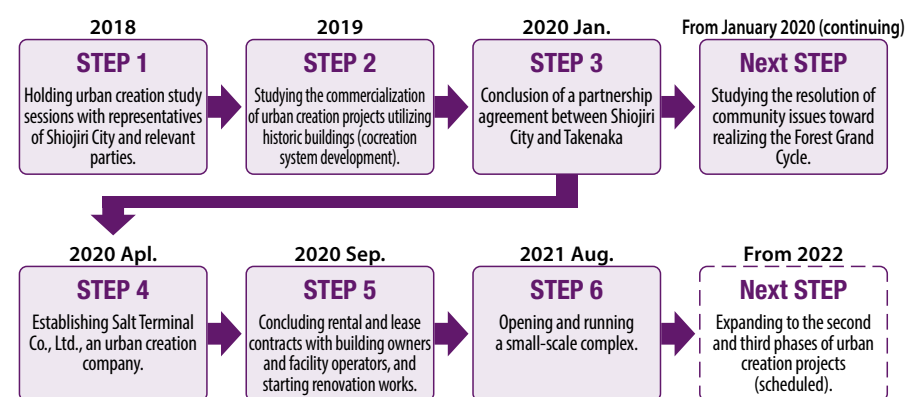 2018
STEP 1
Holding urban creation study
sessions with representatives
of Shiojiri City and relevant
parties.
2019
STEP 2
Studying the commercialization
of urban creation projects utilizing
historic buildings (cocreation
system development).
2020 Jan.
STEP 3
Conclusion of a partnership
agreement between Shiojiri
City and Takenaka
From January 2020 (continuing)
Next STEP
Studying the resolution of
community issues toward
realizing the Forest Grand
Cycle.
2020 Apl.
STEP 4
Establishing Salt Terminal
Co., Ltd., an urban creation
company.
2020 Sep.
STEP 5
Concluding rental and lease
contracts with building owners
and facility operators, and
starting renovation works.
2021 Aug.
STEP 6
Opening and running
a small-scale complex.
From 2022
Next STEP
Expanding to the second
and third phases of urban
creation projects
(scheduled).